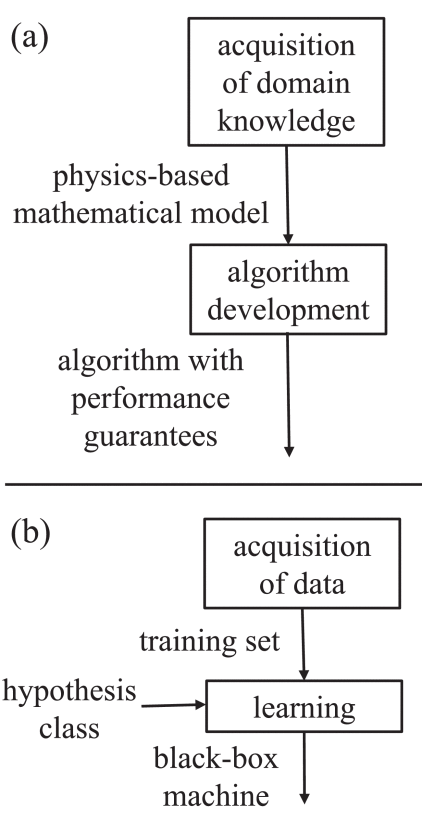 (a)
acquisition
of domain
knowledge
physics-based
mathematical model
algorithm
development
algorithm with
performance
guarantees
(b)
acquisition
of data
training set
hypothesis
class
learning
black-box
machine